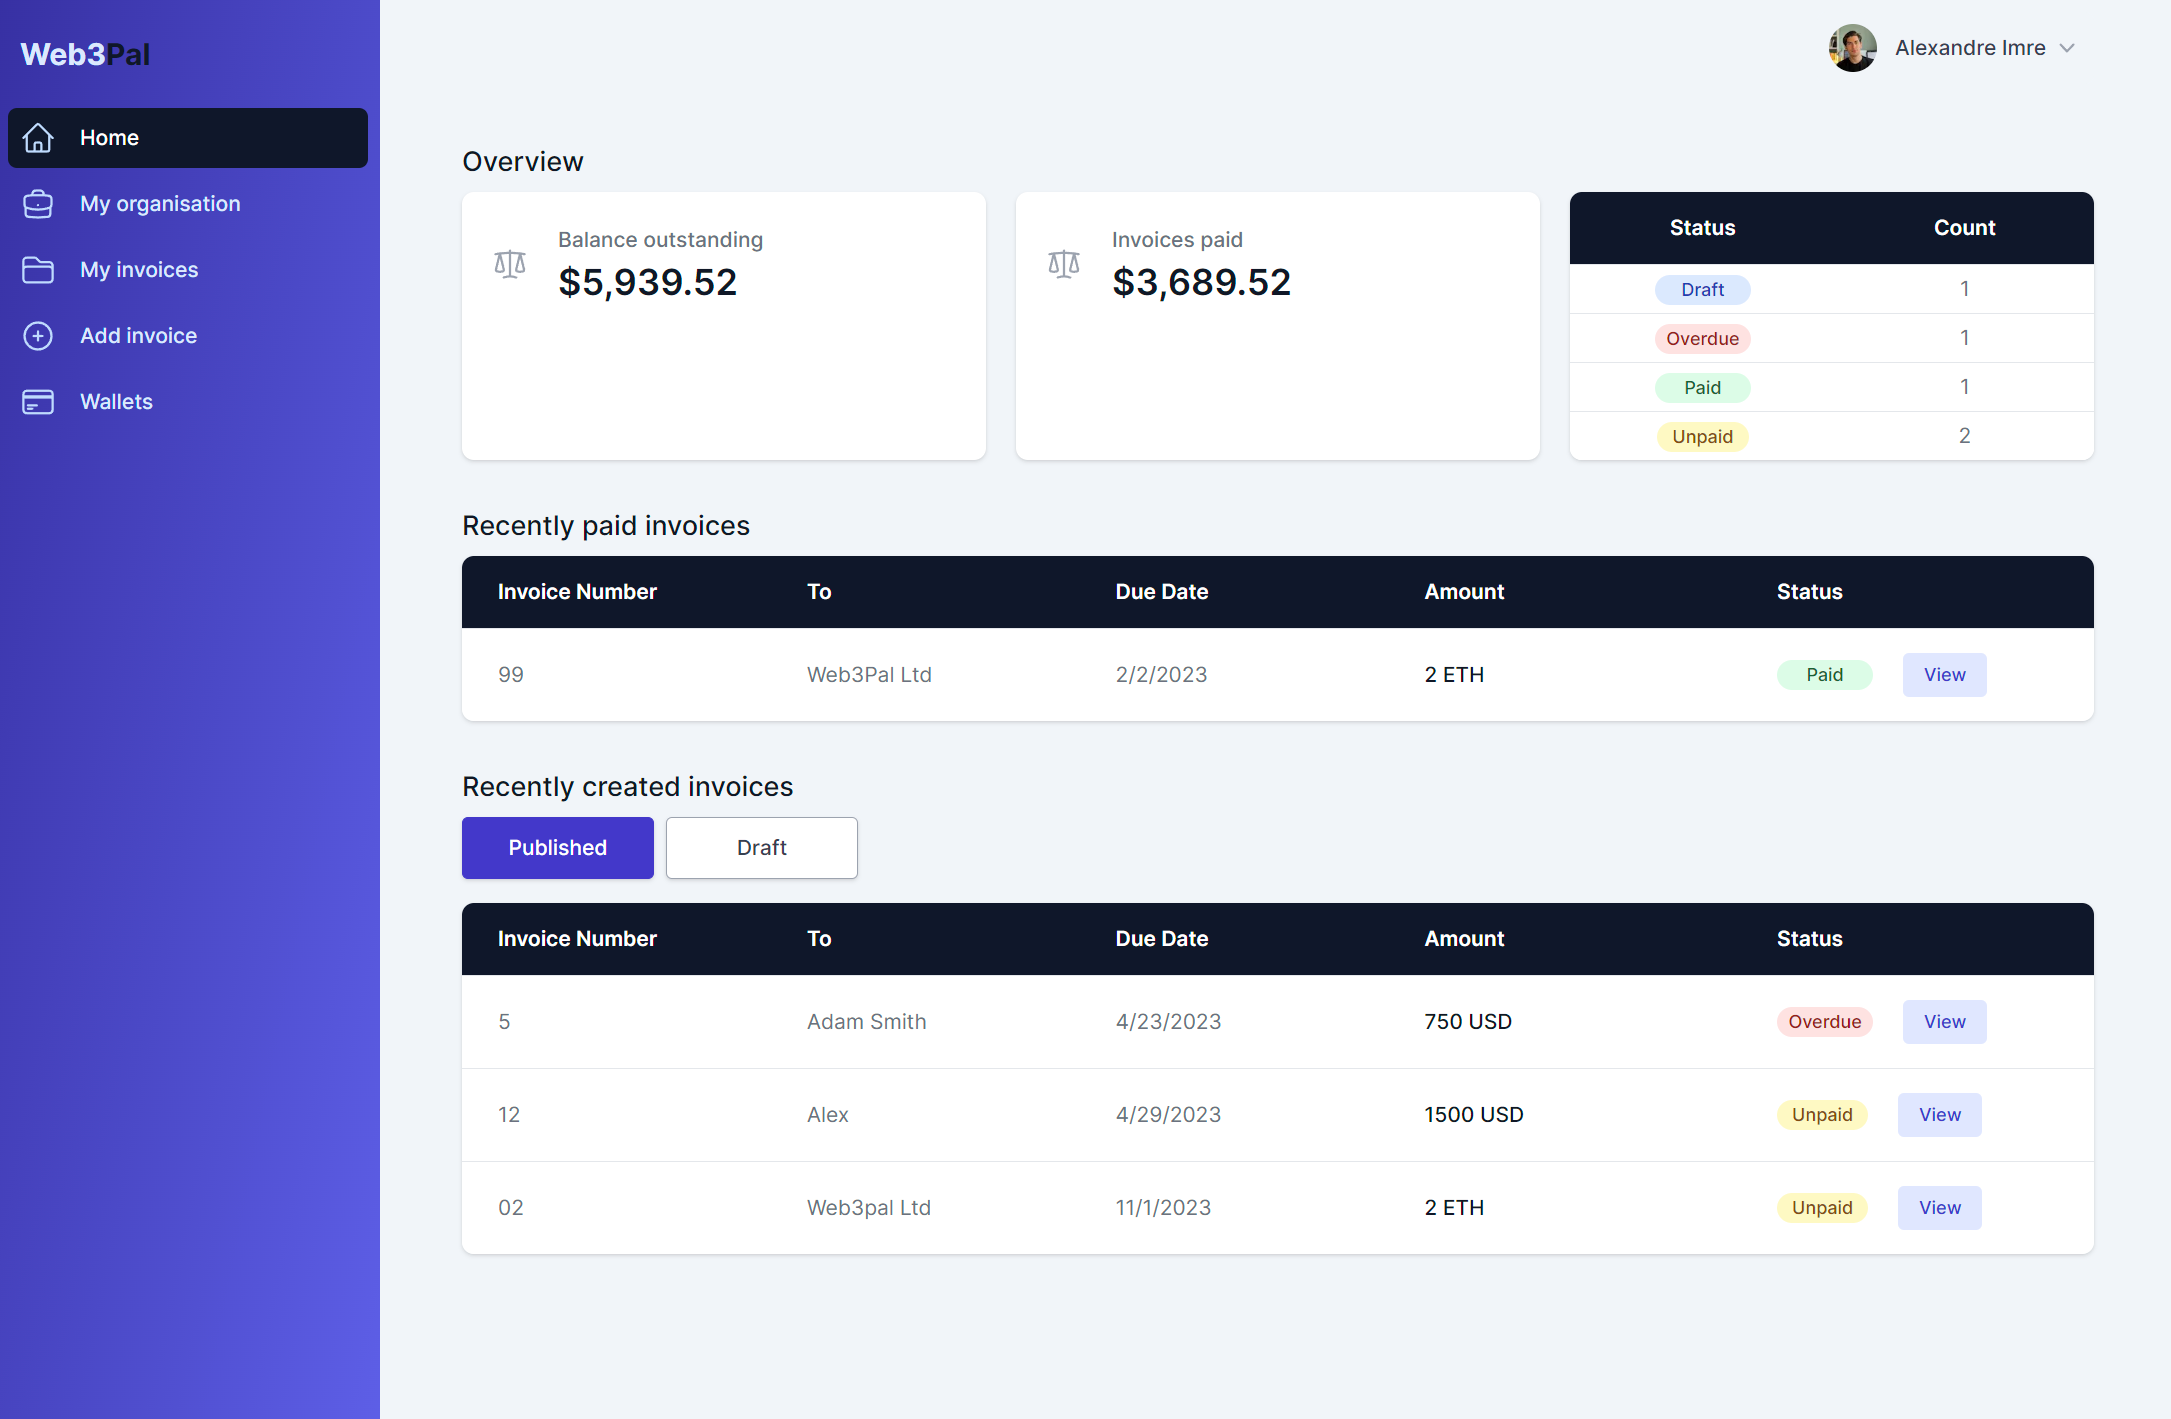 Web3Pal
Alexandre Imre
Home
My organisation
My invoices
Add invoice
Wallets
Overview
Balance outstanding
$5,939.52
Invoices paid
$3,689.52
Status Count
Draft 1
Overdue 1
Paid 1
Unpaid 2
Recently paid invoices
Invoice Number To Due Date Amount Status
99 Web3Pal Ltd 2/2/2023 2 ETH Paid View
Recently created invoices
Published Draft
Invoice Number To Due Date Amount Status
5 Adam Smith 4/23/2023 750 USD Overdue View
12 Alex 4/29/2023 1500 USD Unpaid View
02 Web3pal Ltd 11/1/2023 2 ETH Unpaid View